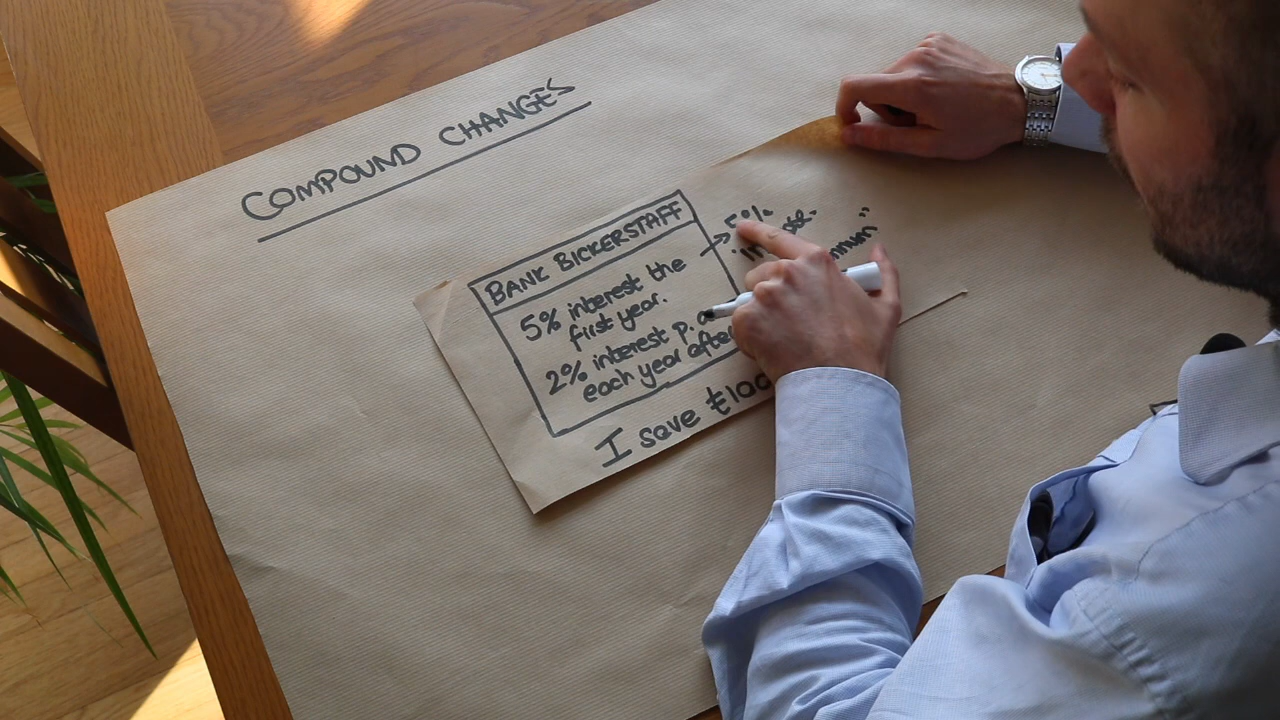 COMPOUND CHANGES
BANK BICKERSTAFF
5% interest the
first year.
2% interest p.a
each year after
I save £100
→ 5%